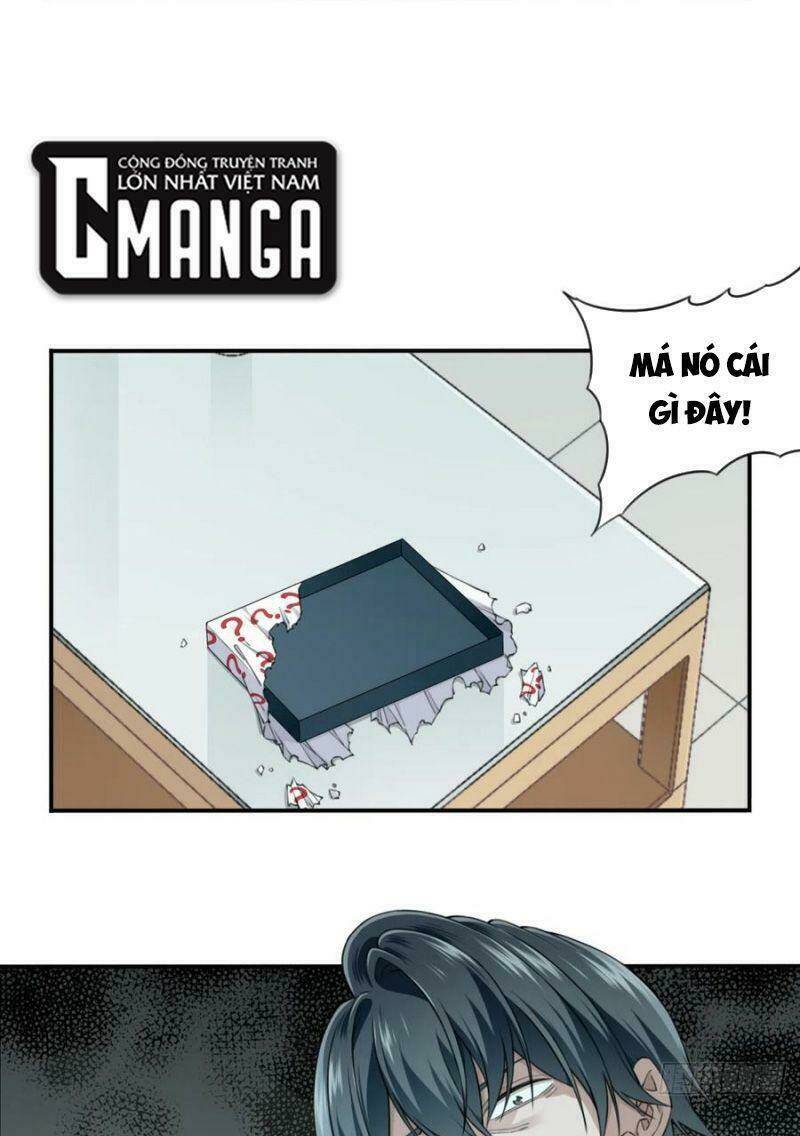 CỘNG ĐỒNG TRUYỆN TRANH
LỚN NHẤT VIỆT NAM
CMANGA
MÁ NÓ CÁI
GÌ ĐÂY!
? ? ? ? ?
?
?